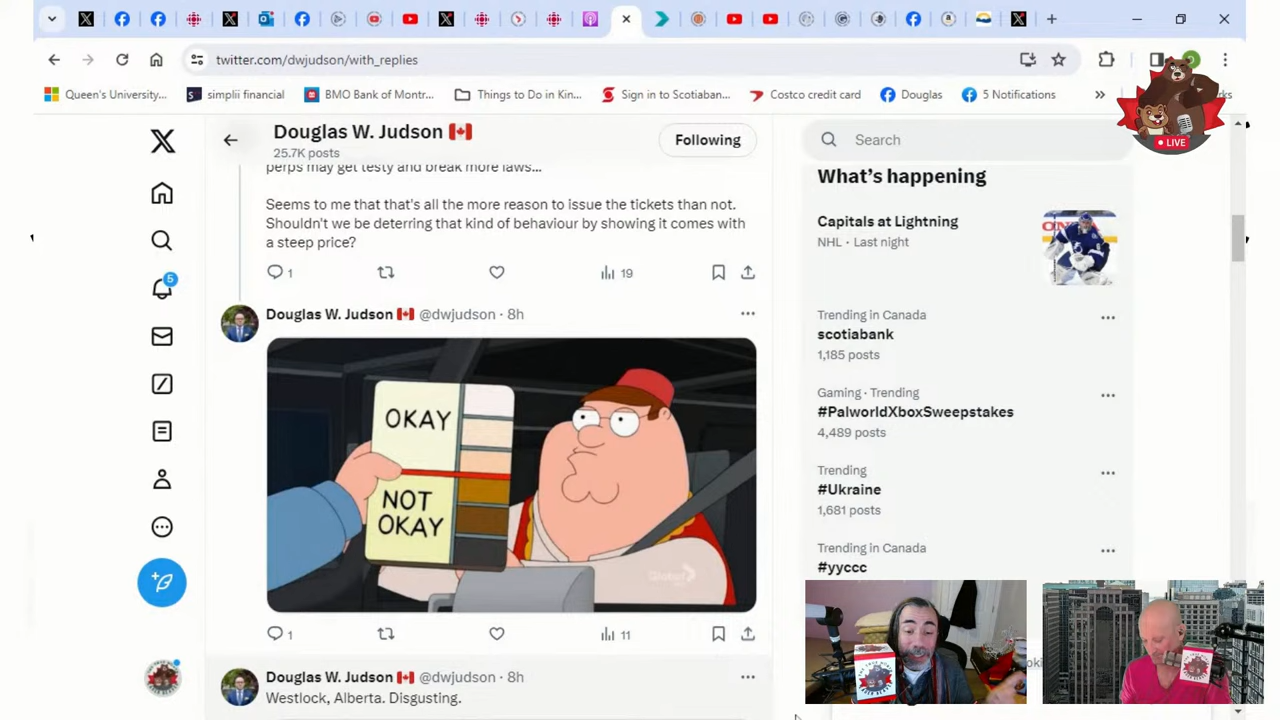 twitter.com/dwjudson/with_replies
Queen's University...
simplii financial
BMO Bank of Montr...
Things to Do in Kin...
Sign in to Scotiaban...
Costco credit card
Douglas
5 Notifications
»
LIVE
Douglas W. Judson 🇨🇦
25.7K posts
Following
Search
perps may get testy and break more laws...
Seems to me that that's all the more reason to issue the tickets than not.
Shouldn't we be deterring that kind of behaviour by showing it comes with
a steep price?
1
19
5
Douglas W. Judson 🇨🇦 @dwjudson · 8h
OKAY
NOT
OKAY
Global
1
11
Douglas W. Judson 🇨🇦 @dwjudson · 8h
Westlock, Alberta. Disgusting.
What's happening
Capitals at Lightning
NHL · Last night
Trending in Canada
scotiabank
1,185 posts
Gaming · Trending
#PalworldXboxSweepstakes
4,489 posts
Trending
#Ukraine
1,681 posts
Trending in Canada
#yyccc